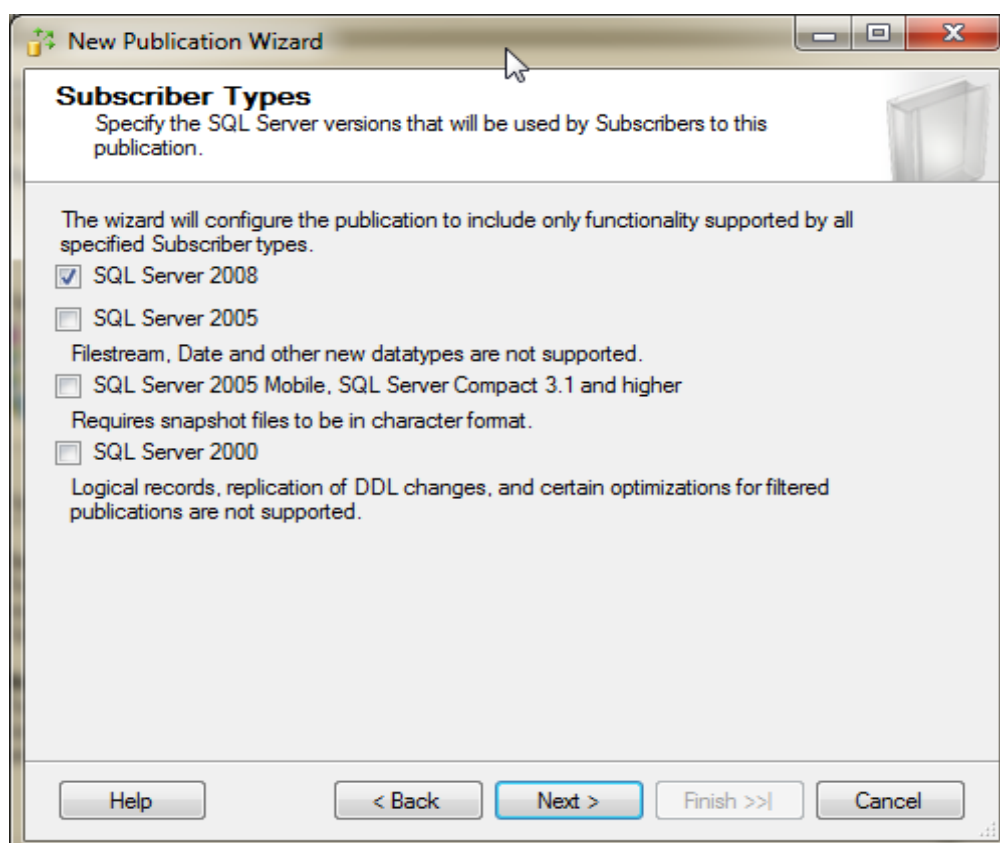 New Publication Wizard
Subscriber Types
Specify the SQL Server versions that will be used by Subscribers to this
publication.
The wizard will configure the publication to include only functionality supported by all
specified Subscriber types.
SQL Server 2008
SQL Server 2005
Filestream, Date and other new datatypes are not supported.
SQL Server 2005 Mobile, SQL Server Compact 3.1 and higher
Requires snapshot files to be in character format.
SQL Server 2000
Logical records, replication of DDL changes, and certain optimizations for filtered
publications are not supported.
Help
< Back
Next >
Finish >>|
Cancel